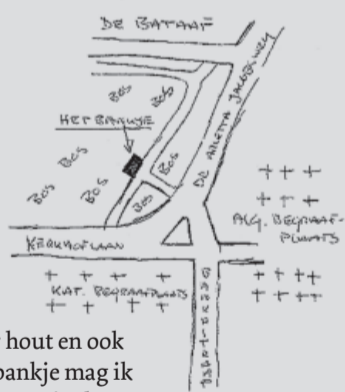 DE BATAAF
BOS
BOS
HET BANKJE
BOS
BOS
BOS
BOS
BOS
DE ALETTA JACOBSWEG
ALG. BEGRAAF-
PLAATS
KERKHOFLAAN
KAT. BEGRAAFPLAATS
hout en ook
bankje mag ik